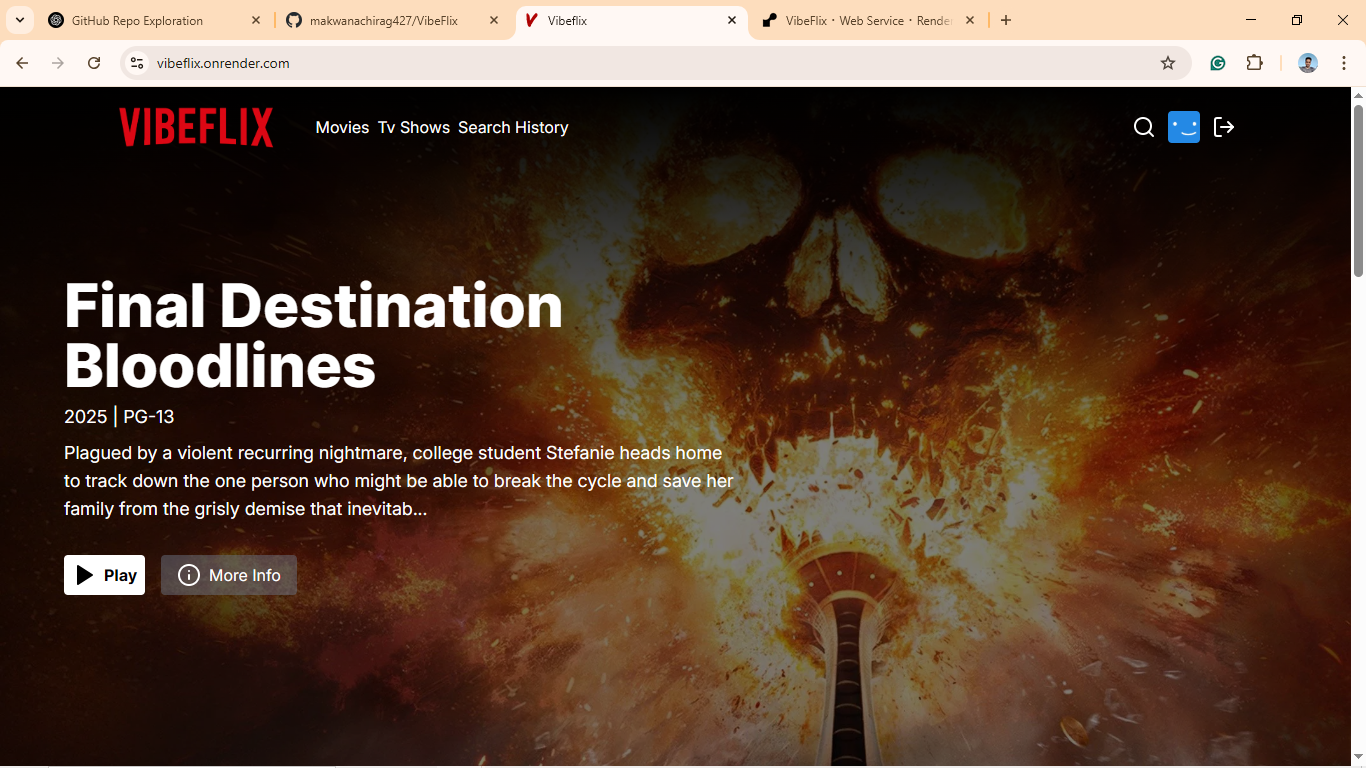 GitHub Repo Exploration
makwanachirag427/VibeFlix
Vibeflix
VibeFlix · Web Service · Render
vibeflix.onrender.com
VIBEFLIX
Movies Tv Shows Search History
Final Destination
Bloodlines
2025 | PG-13
Plagued by a violent recurring nightmare, college student Stefanie heads home
to track down the one person who might be able to break the cycle and save her
family from the grisly demise that inevitab...
Play
More Info